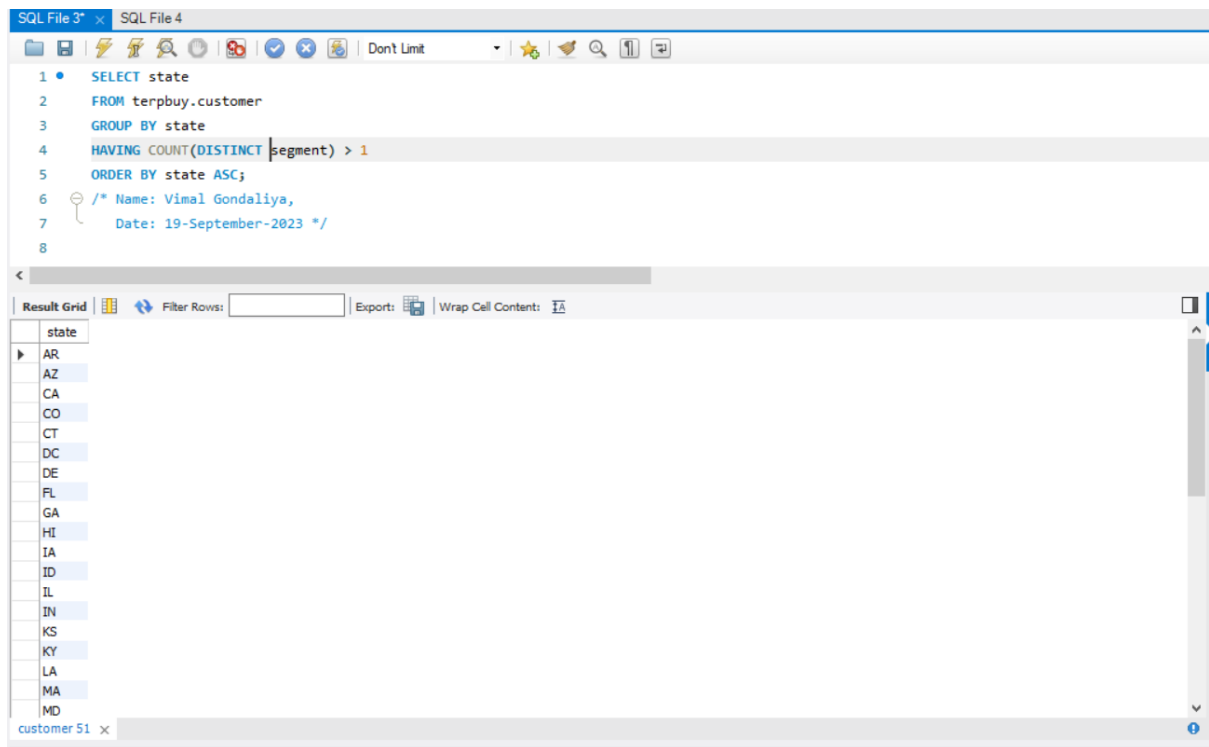 SQL File 3* × SQL File 4
Don't Limit
1 SELECT state
2 FROM terpbuy.customer
3 GROUP BY state
4 HAVING COUNT(DISTINCT segment) > 1
5 ORDER BY state ASC;
6 /* Name: Vimal Gondaliya,
7 Date: 19-September-2023 */
8
Result Grid Filter Rows: Export: Wrap Cell Content: IA
state
AR
AZ
CA
CO
CT
DC
DE
FL
GA
HI
IA
ID
IL
IN
KS
KY
LA
MA
MD
customer 51 ×